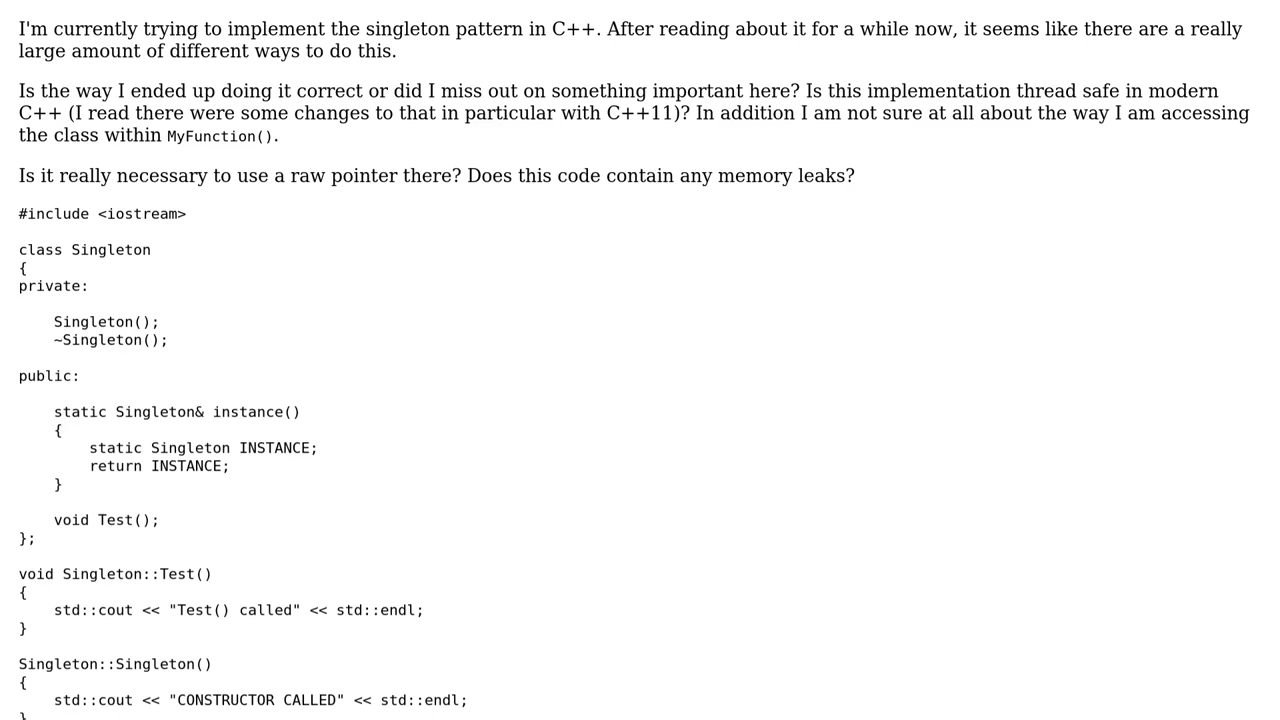 I'm currently trying to implement the singleton pattern in C++. After reading about it for a while now, it seems like there are a really
large amount of different ways to do this.
Is the way I ended up doing it correct or did I miss out on something important here? Is this implementation thread safe in modern
C++ (I read there were some changes to that in particular with C++11)? In addition I am not sure at all about the way I am accessing
the class within MyFunction().
Is it really necessary to use a raw pointer there? Does this code contain any memory leaks?
#include <iostream>
class Singleton
{
private:
    Singleton();
    ~Singleton();
public:
    static Singleton& instance()
    {
        static Singleton INSTANCE;
        return INSTANCE;
    }
    void Test();
};
void Singleton::Test()
{
    std::cout << "Test() called" << std::endl;
}
Singleton::Singleton()
{
    std::cout << "CONSTRUCTOR CALLED" << std::endl;
}